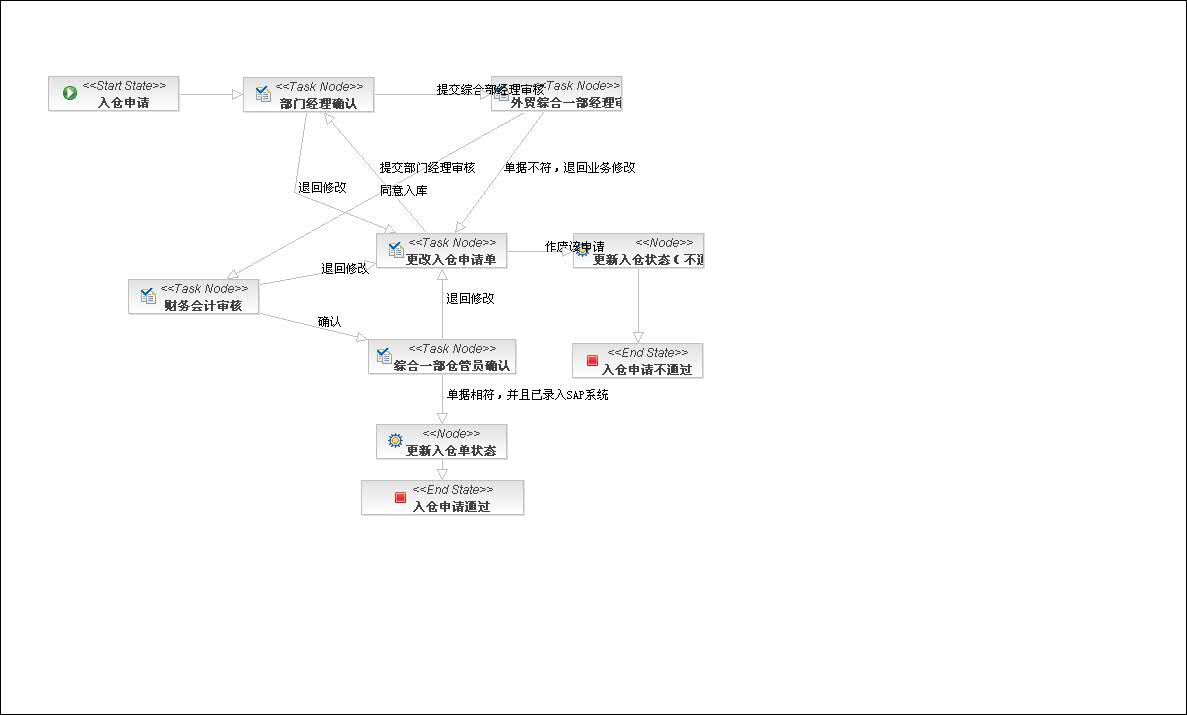 <<Start State>>
入仓申请
<<Task Node>>
部门经理确认
提交综合部经理审核
<<Task Node>>
外贸综合一部经理审
提交部门经理审核
单据不符，退回业务修改
退回修改
同意入库
<<Task Node>>
更改入仓申请单
作废该申请
<<Node>>
更新入仓状态（不通
退回修改
<<Task Node>>
财务会计审核
退回修改
确认
<<Task Node>>
综合一部仓管员确认
<<End State>>
入仓申请不通过
单据相符，并且已录入SAP系统
<<Node>>
更新入仓单状态
<<End State>>
入仓申请通过